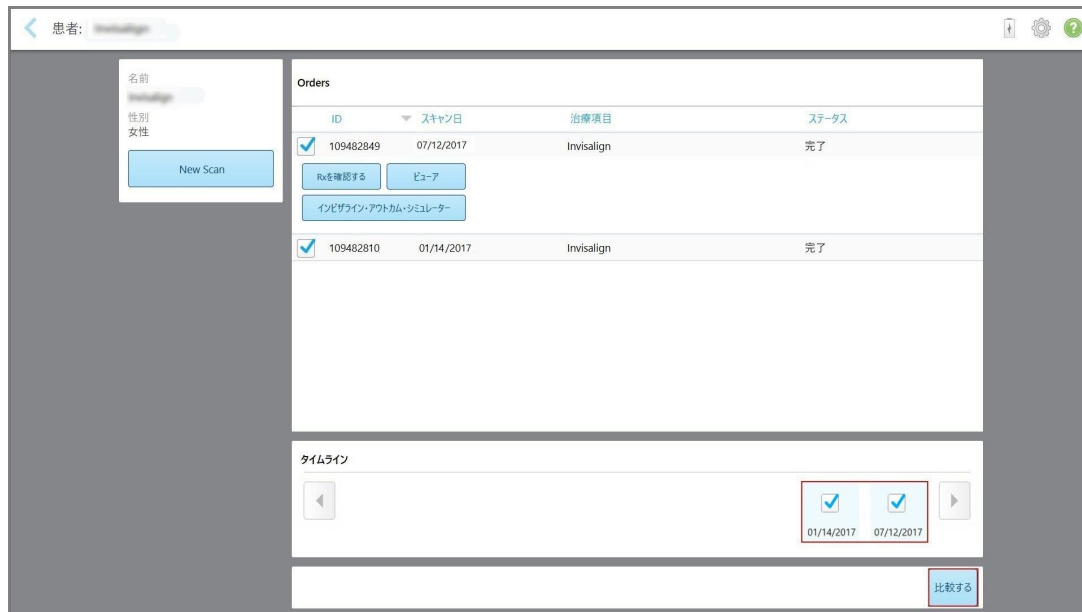 患者:
名前
性別
女性
New Scan
Orders
ID スキャン日 治療項目 ステータス
109482849 07/12/2017 Invisalign 完了
Rxを確認する ビューア
インビザライン・アウトカム・シミュレーター
109482810 01/14/2017 Invisalign 完了
タイムライン
01/14/2017 07/12/2017
比較する